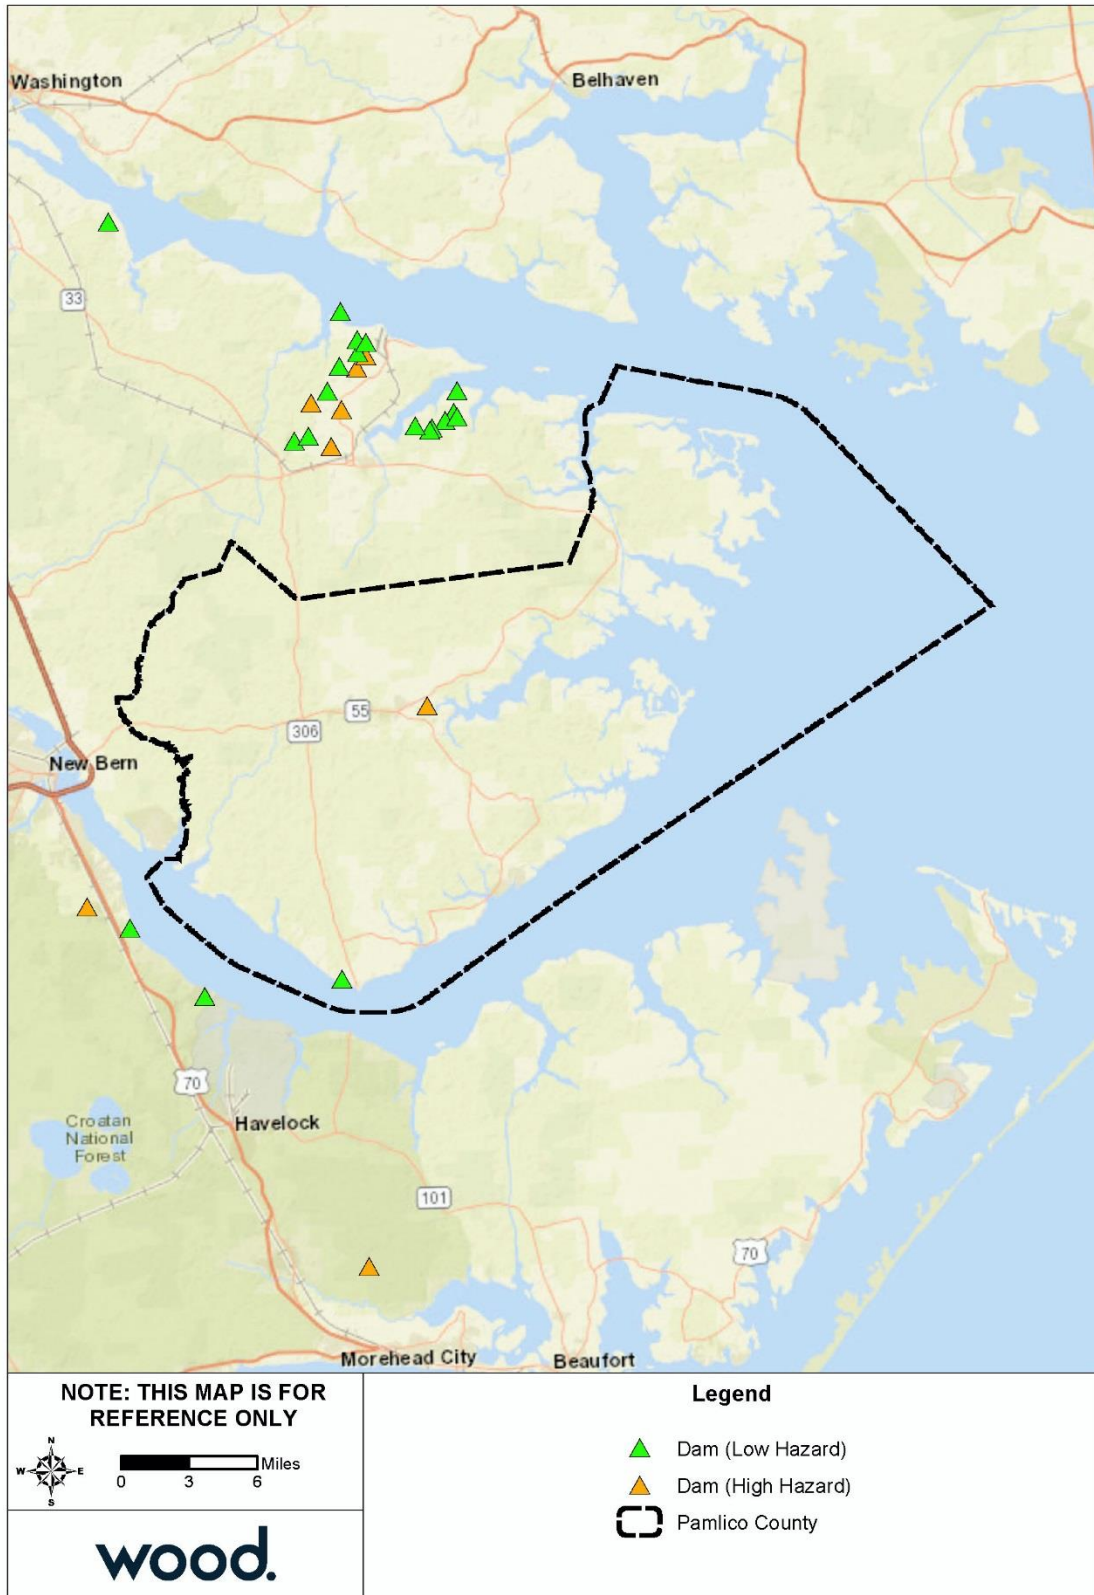 Washington
Belhaven
33
55
306
New Bern
70
Croatan
National
Forest
Havelock
101
70
Morehead City
Beaufort
NOTE: THIS MAP IS FOR
REFERENCE ONLY
N
W E
S
0 3 6 Miles
wood.
Legend
Dam (Low Hazard)
Dam (High Hazard)
Pamlico County